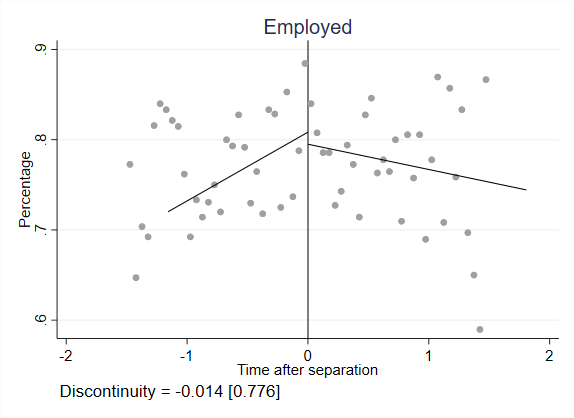 Employed
.9
.8
.7
.6
Percentage
-2 -1 0 1 2
Time after separation
Discontinuity = -0.014 [0.776]